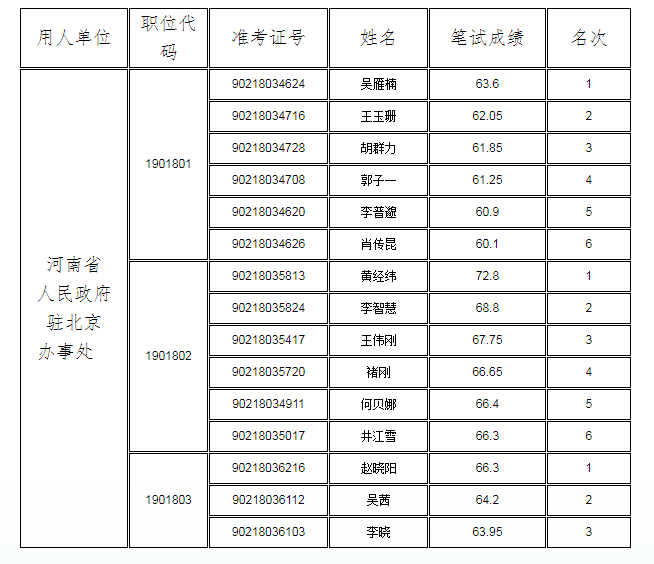 用人单位 职位代码 准考证号 姓名 笔试成绩 名次
河南省人民政府驻北京办事处
1901801
90218034624 吴雁楠 63.6 1
90218034716 王玉珊 62.05 2
90218034728 胡群力 61.85 3
90218034708 郭子一 61.25 4
90218034620 李普邈 60.9 5
90218034626 肖传昆 60.1 6
1901802
90218035813 黄经纬 72.8 1
90218035824 李智慧 68.8 2
90218035417 王伟刚 67.75 3
90218035720 褚刚 66.65 4
90218034911 何贝娜 66.4 5
90218035017 井江雪 66.3 6
1901803
90218036216 赵晓阳 66.3 1
90218036112 吴茜 64.2 2
90218036103 李晓 63.95 3